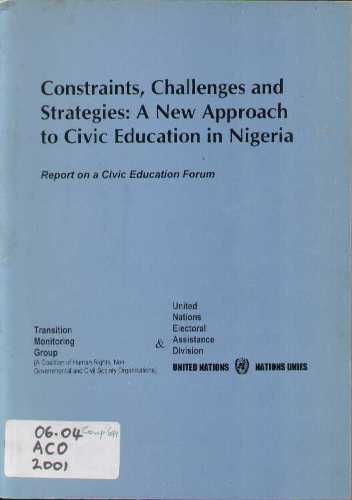 Constraints, Challenges and
Strategies: A New Approach
to Civic Education in Nigeria
Report on a Civic Education Forum
Transition
Monitoring
Group
(A Coalition of Human Rights, Non-
Governmental and Civil Society Organisations)
&
United
Nations
Electoral
Assistance
Division
UNITED NATIONS NATIONS UNIES
06.04
ACO
2001